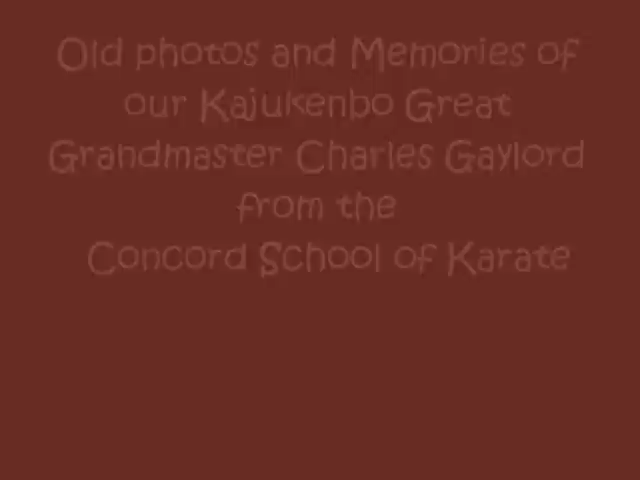 Old photos and Memories of
our Kajukenbo Great
Grandmaster Charles Gaylord
from the
Concord School of Karate